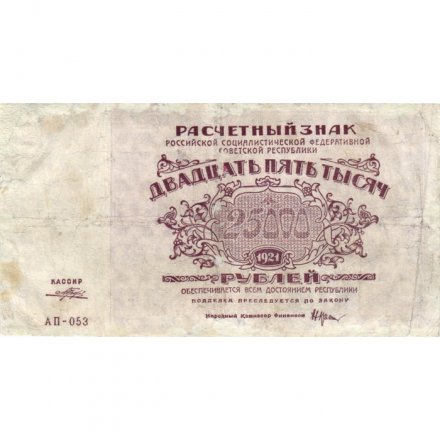 РАСЧЕТНЫЙ ЗНАК
РОССИЙСКОЙ СОЦИАЛИСТИЧЕСКОЙ ФЕДЕРАТИВНОЙ
СОВЕТСКОЙ РЕСПУБЛИКИ
ДВАДЦАТЬ ПЯТЬ ТЫСЯЧ
25000
1921
РУБЛЕЙ
ОБЕСПЕЧИВАЕТСЯ ВСЕМ ДОСТОЯНИЕМ РЕСПУБЛИКИ
ПОДДЕЛКА ПРЕСЛЕДУЕТСЯ ПО ЗАКОНУ
КАССИР
АП-053
Народный Комиссар Финансов